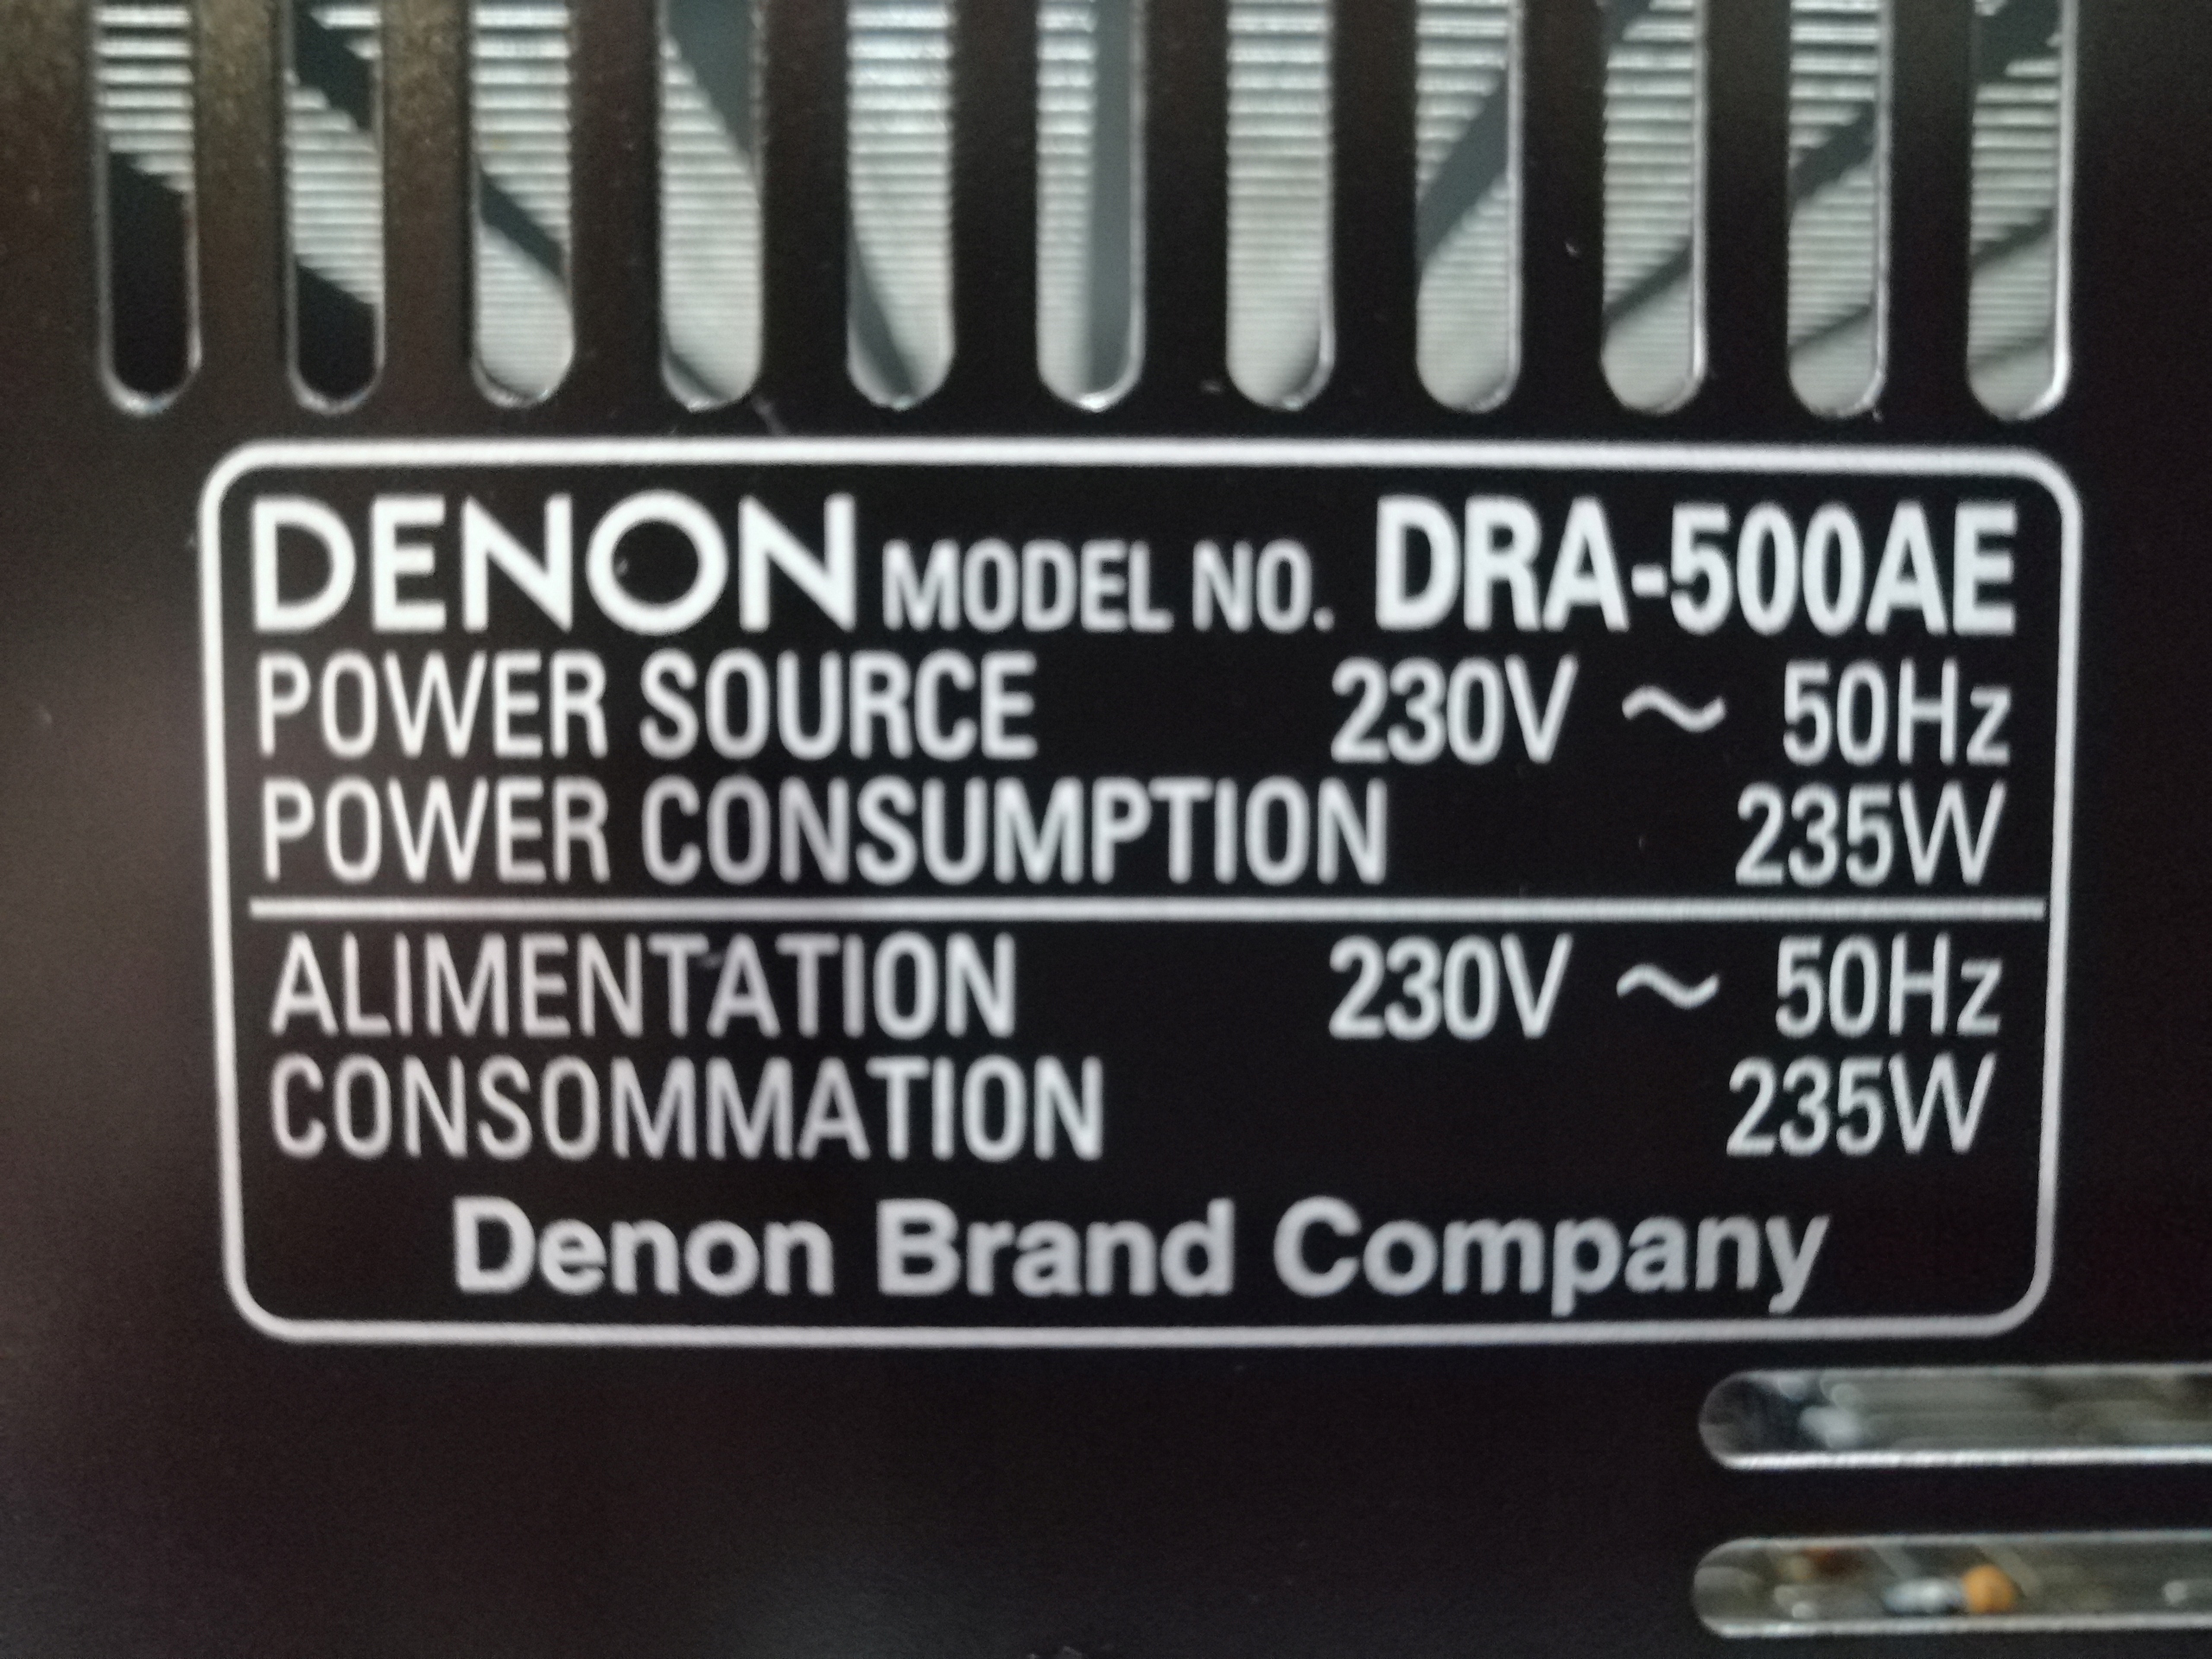 DENON MODEL NO. DRA-500AE
POWER SOURCE 230V ~ 50Hz
POWER CONSUMPTION 235W
ALIMENTATION 230V ~ 50Hz
CONSOMMATION 235W
Denon Brand Company